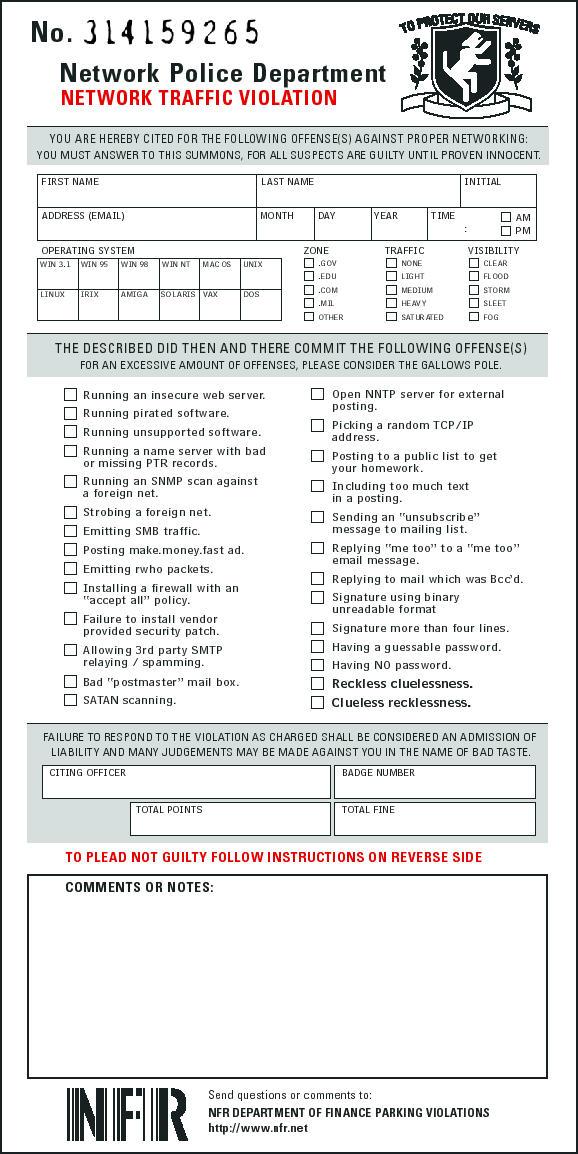 No. 314159265
TO PROTECT OUR SERVERS
Network Police Department
NETWORK TRAFFIC VIOLATION
YOU ARE HEREBY CITED FOR THE FOLLOWING OFFENSE(S) AGAINST PROPER NETWORKING:
YOU MUST ANSWER TO THIS SUMMONS, FOR ALL SUSPECTS ARE GUILTY UNTIL PROVEN INNOCENT.
FIRST NAME LAST NAME INITIAL
ADDRESS (EMAIL) MONTH DAY YEAR TIME : AM
PM
OPERATING SYSTEM
WIN 3.1 WIN 95 WIN 98 WIN NT MAC OS UNIX
LINUX IRIX AMIGA SOLARIS VAX DOS
ZONE
.GOV
.EDU
.COM
.MIL
OTHER
TRAFFIC
NONE
LIGHT
MEDIUM
HEAVY
SATURATED
VISIBILITY
CLEAR
FLOOD
STORM
SLEET
FOG
THE DESCRIBED DID THEN AND THERE COMMIT THE FOLLOWING OFFENSE(S)
FOR AN EXCESSIVE AMOUNT OF OFFENSES, PLEASE CONSIDER THE GALLOWS POLE.
Running an insecure web server.
Running pirated software.
Running unsupported software.
Running a name server with bad
or missing PTR records.
Running an SNMP scan against
a foreign net.
Strobing a foreign net.
Emitting SMB traffic.
Posting make.money.fast ad.
Emitting rwho packets.
Installing a firewall with an
"accept all" policy.
Failure to install vendor
provided security patch.
Allowing 3rd party SMTP
relaying / spamming.
Bad "postmaster" mail box.
SATAN scanning.
Open NNTP server for external
posting.
Picking a random TCP/IP
address.
Posting to a public list to get
your homework.
Including too much text
in a posting.
Sending an "unsubscribe"
message to mailing list.
Replying "me too" to a "me too"
email message.
Replying to mail which was Bcc'd.
Signature using binary
unreadable format
Signature more than four lines.
Having a guessable password.
Having NO password.
Reckless cluelessness.
Clueless recklessness.
FAILURE TO RESPOND TO THE VIOLATION AS CHARGED SHALL BE CONSIDERED AN ADMISSION OF
LIABILITY AND MANY JUDGEMENTS MAY BE MADE AGAINST YOU IN THE NAME OF BAD TASTE.
CITING OFFICER BADGE NUMBER
TOTAL POINTS TOTAL FINE
TO PLEAD NOT GUILTY FOLLOW INSTRUCTIONS ON REVERSE SIDE
COMMENTS OR NOTES:
NFR
Send questions or comments to:
NFR DEPARTMENT OF FINANCE PARKING VIOLATIONS
http://www.nfr.net